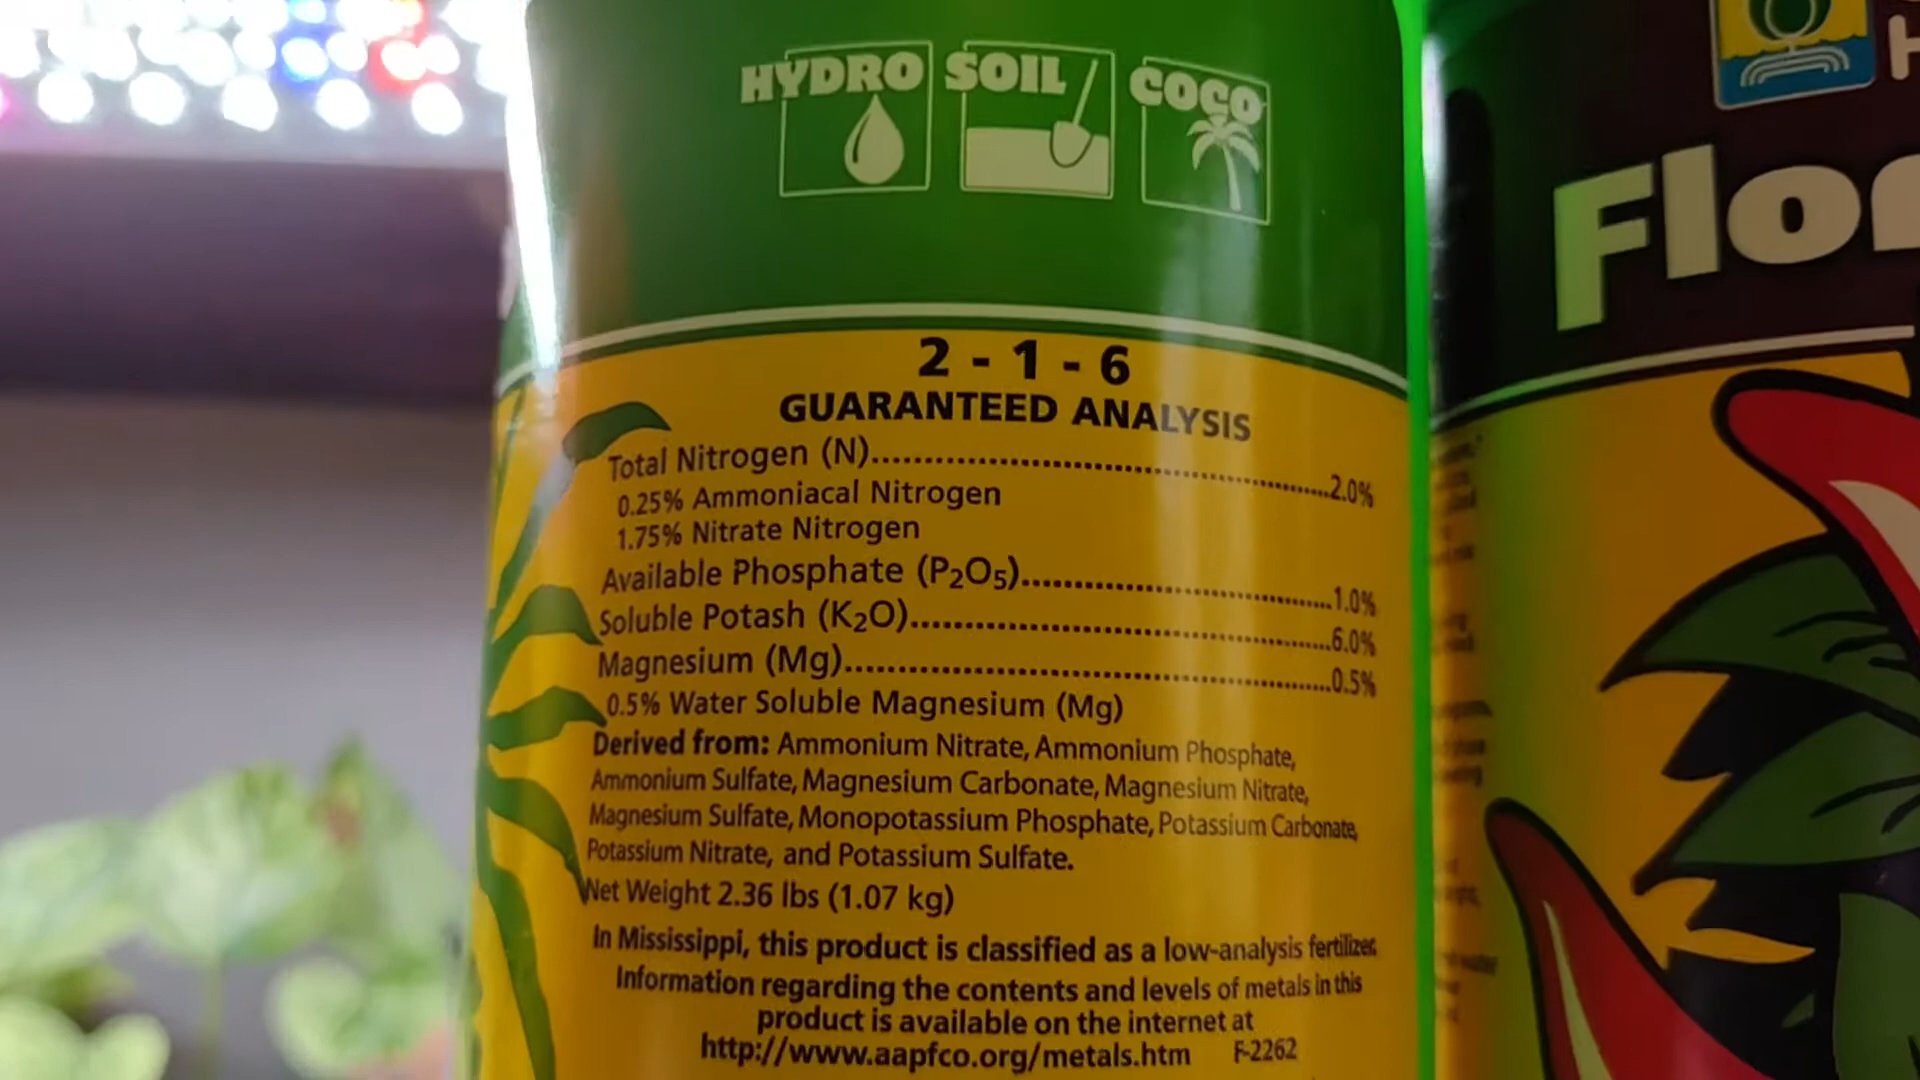 HYDRO SOIL COCO
2 - 1 - 6
GUARANTEED ANALYSIS
Total Nitrogen (N)..........2.0%
0.25% Ammoniacal Nitrogen
1.75% Nitrate Nitrogen
Available Phosphate (P₂O₅)..........1.0%
Soluble Potash (K₂O)..........6.0%
Magnesium (Mg)..........0.5%
0.5% Water Soluble Magnesium (Mg)
Derived from: Ammonium Nitrate, Ammonium Phosphate,
Ammonium Sulfate, Magnesium Carbonate, Magnesium Nitrate,
Magnesium Sulfate, Monopotassium Phosphate, Potassium Carbonate,
Potassium Nitrate, and Potassium Sulfate.
Net Weight 2.36 lbs (1.07 kg)
In Mississippi, this product is classified as a low-analysis fertilizer.
Information regarding the contents and levels of metals in this
product is available on the internet at
http://www.aapfco.org/metals.htm F-2262
H
Flo